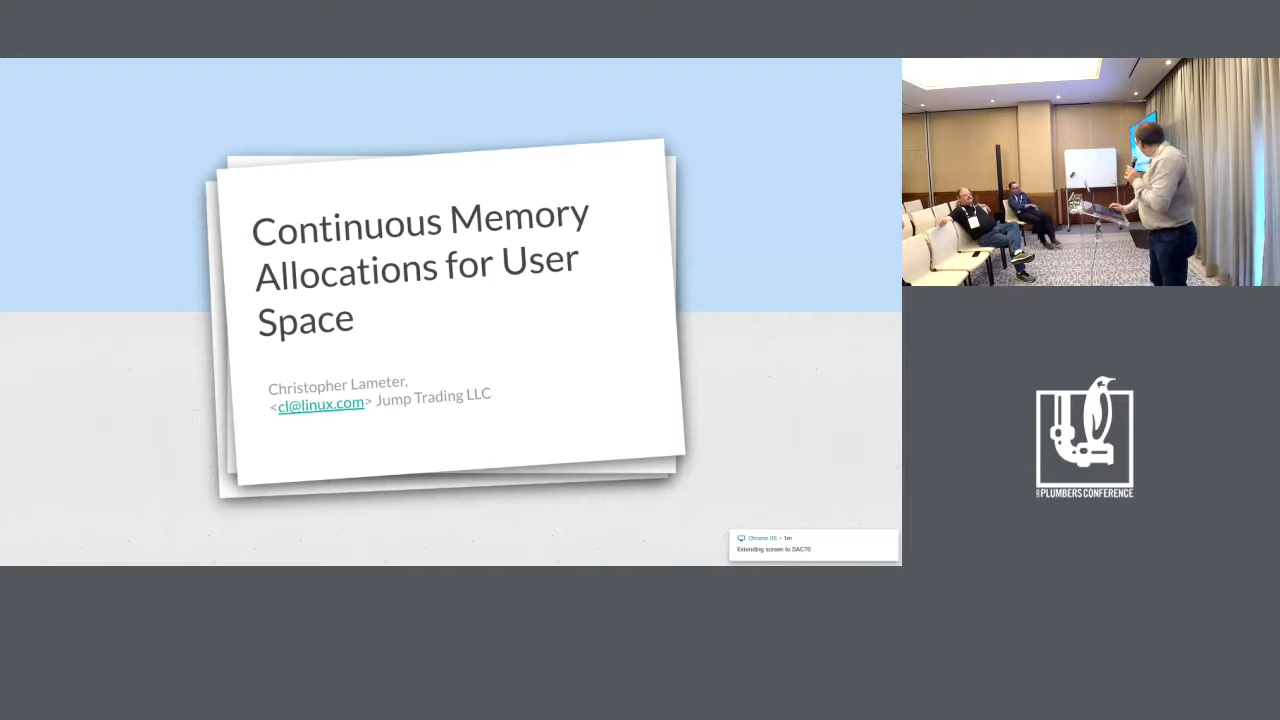 Continuous Memory
Allocations for User
Space
Christopher Lameter,
<cl@linux.com> Jump Trading LLC
Chrome OS • 1m
Extending screen to DAC70
PLUMBERS CONFERENCE